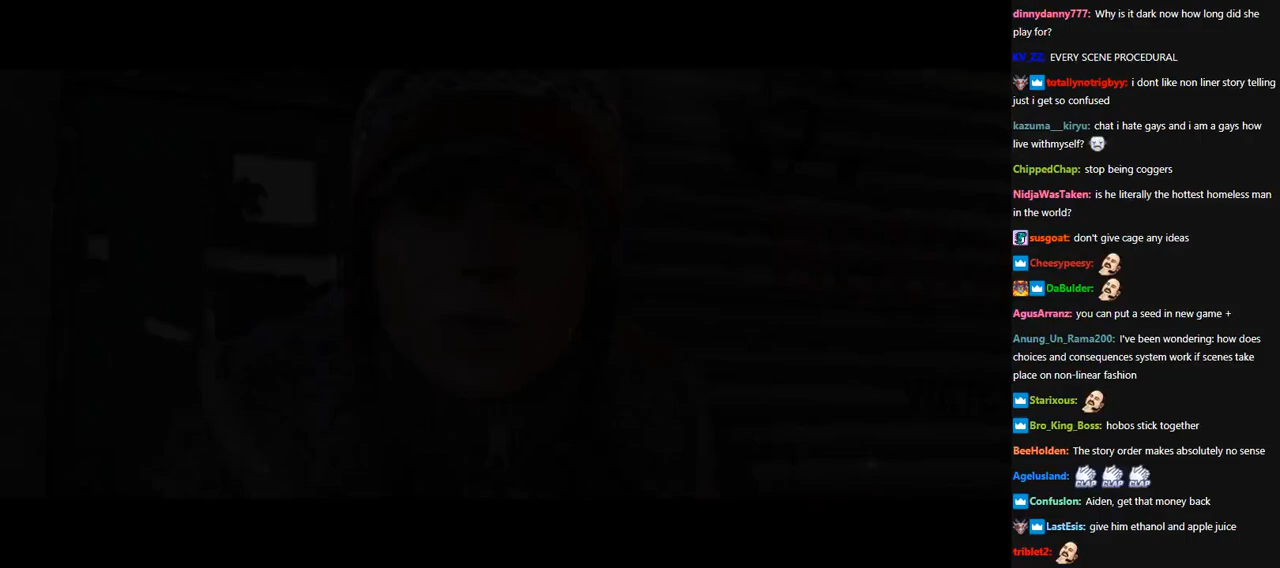 dinnydanny777: Why is it dark now how long did she
play for?
KV_ZZ: EVERY SCENE PROCEDURAL
totallynotrigbyy: i dont like non liner story telling
just i get so confused
kazuma__kiryu: chat i hate gays and i am a gays how
live withmyself?
ChippedChap: stop being coggers
NidjaWasTaken: is he literally the hottest homeless man
in the world?
susgoat: don't give cage any ideas
Cheesypeesy:
DaBulder:
AgusArranz: you can put a seed in new game +
Anung_Un_Rama200: I've been wondering: how does
choices and consequences system work if scenes take
place on non-linear fashion
Starixous:
Bro_King_Boss: hobos stick together
BeeHolden: The story order makes absolutely no sense
Agelusland: CLAP CLAP CLAP
Confuslon: Aiden, get that money back
LastEsis: give him ethanol and apple juice
triblet2: